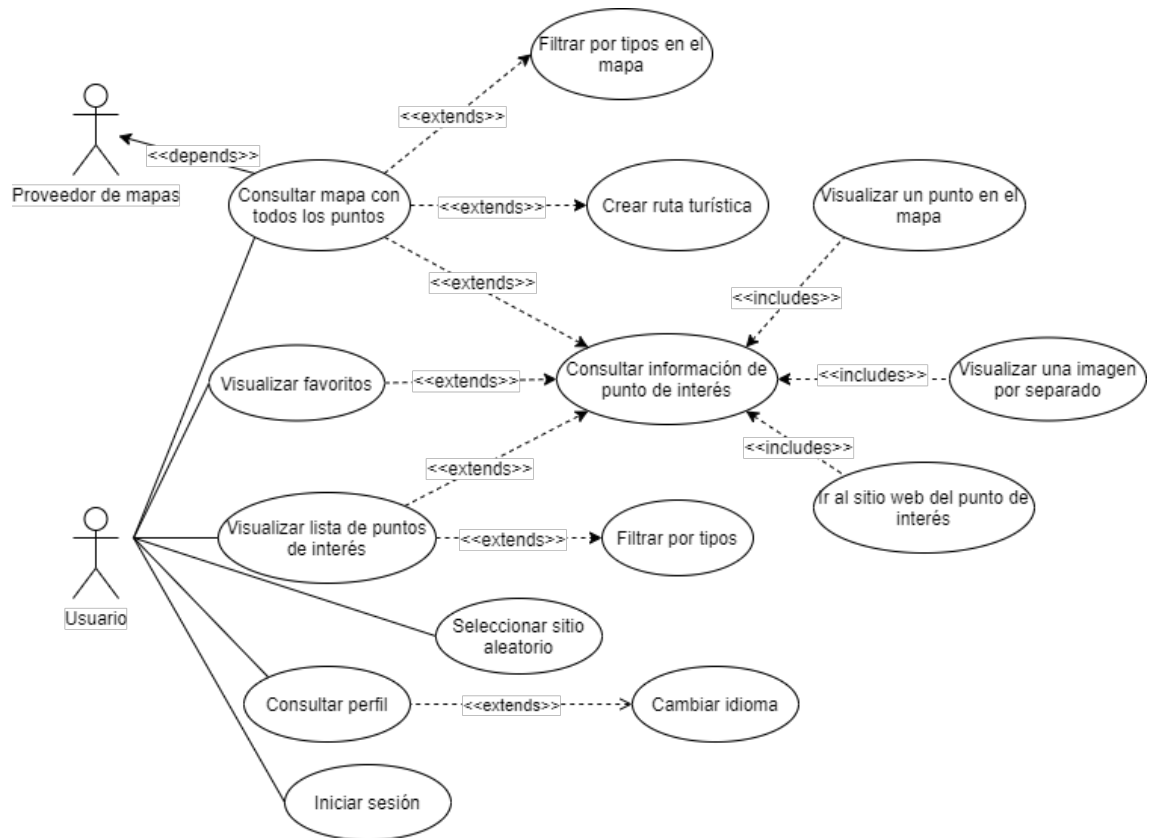 Filtrar por tipos en el
mapa
<<extends>>
<<depends>>
Proveedor de mapas
Consultar mapa con
todos los puntos
<<extends>>
Crear ruta turística
Visualizar un punto en el
mapa
<<extends>>
<<includes>>
Visualizar favoritos
<<extends>>
Consultar información de
punto de interés
<<includes>>
Visualizar una imagen
por separado
<<includes>>
<<extends>>
Ir al sitio web del punto de
interés
Visualizar lista de puntos
de interés
<<extends>>
Filtrar por tipos
Usuario
Seleccionar sitio
aleatorio
Consultar perfil
<<extends>>
Cambiar idioma
Iniciar sesión